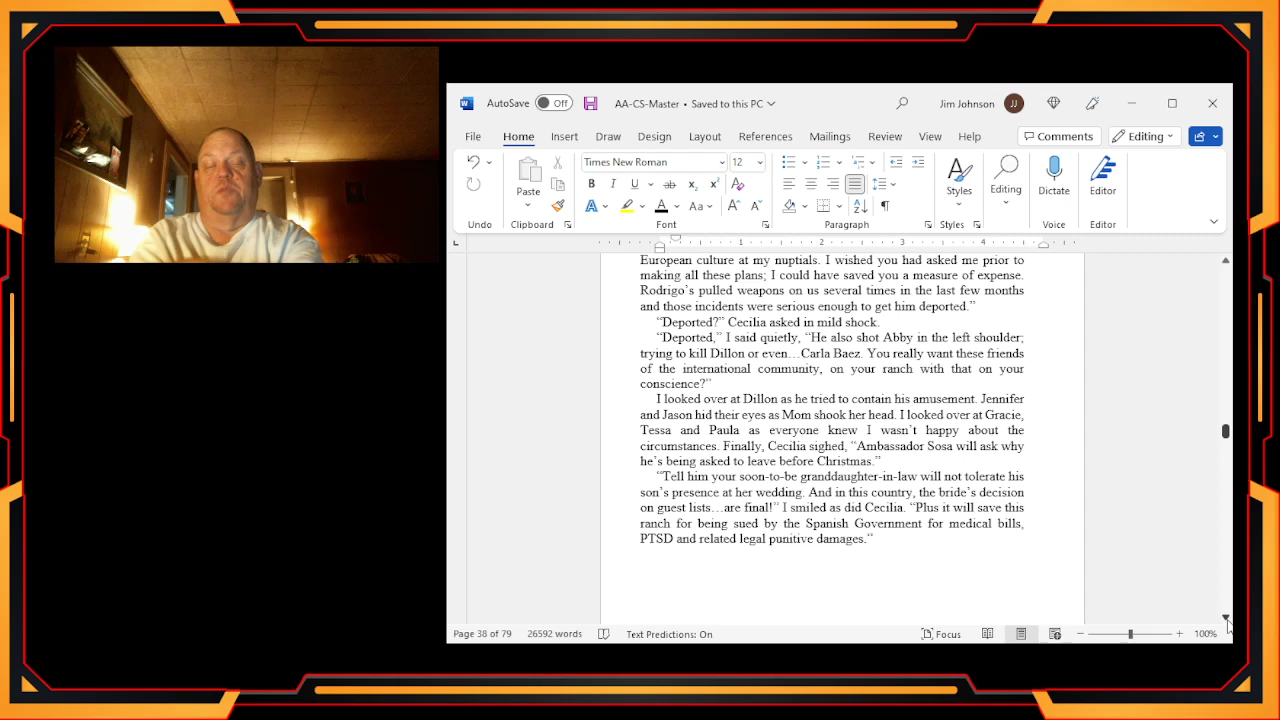 AutoSave
Off
AA-CS-Master • Saved to this PC
Jim Johnson
JJ
File
Home
Insert
Draw
Design
Layout
References
Mailings
Review
View
Help
Comments
Editing
Times New Roman
12
Paste
Styles
Editing
Dictate
Editor
Undo
Clipboard
Font
Paragraph
Styles
Voice
Editor
1 2 3 4
European culture at my nuptials. I wished you had asked me prior to
making all these plans; I could have saved you a measure of expense.
Rodrigo's pulled weapons on us several times in the last few months
and those incidents were serious enough to get him deported.”
“Deported?” Cecilia asked in mild shock.
“Deported,” I said quietly, “He also shot Abby in the left shoulder;
trying to kill Dillon or even…Carla Baez. You really want these friends
of the international community, on your ranch with that on your
conscience?”
I looked over at Dillon as he tried to contain his amusement. Jennifer
and Jason hid their eyes as Mom shook her head. I looked over at Gracie,
Tessa and Paula as everyone knew I wasn't happy about the
circumstances. Finally, Cecilia sighed, “Ambassador Sosa will ask why
he's being asked to leave before Christmas.”
“Tell him your soon-to-be granddaughter-in-law will not tolerate his
son's presence at her wedding. And in this country, the bride's decision
on guest lists…are final!” I smiled as did Cecilia. “Plus it will save this
ranch for being sued by the Spanish Government for medical bills,
PTSD and related legal punitive damages.“
Page 38 of 79
26592 words
Text Predictions: On
Focus
100%